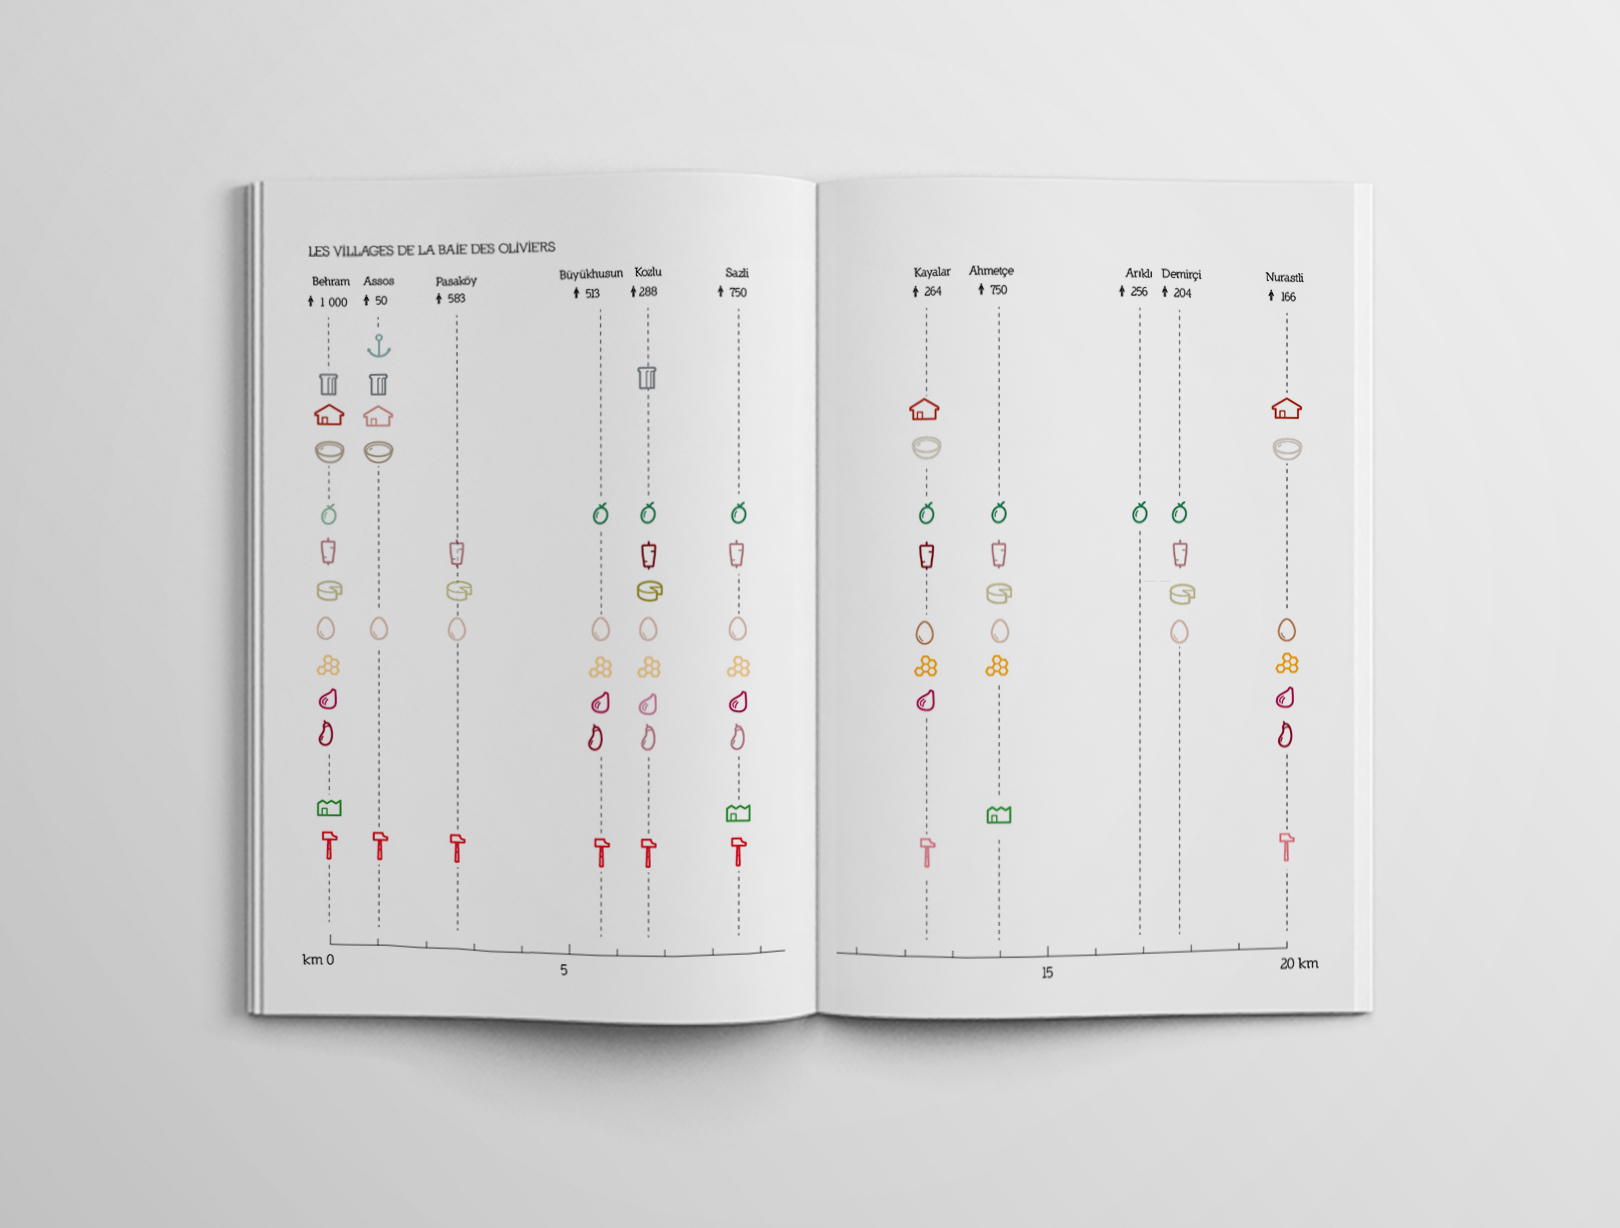 LES VILLAGES DE LA BAIE DES OLIVIERS
Behram Assos Pasaköy Büyükhusun Kozlu Sazli Kayalar Ahmetçe Arıklı Demirçi Nurastli
1 000 50 583 513 288 750 264 750 256 204 166
km 0 5 15 20 km